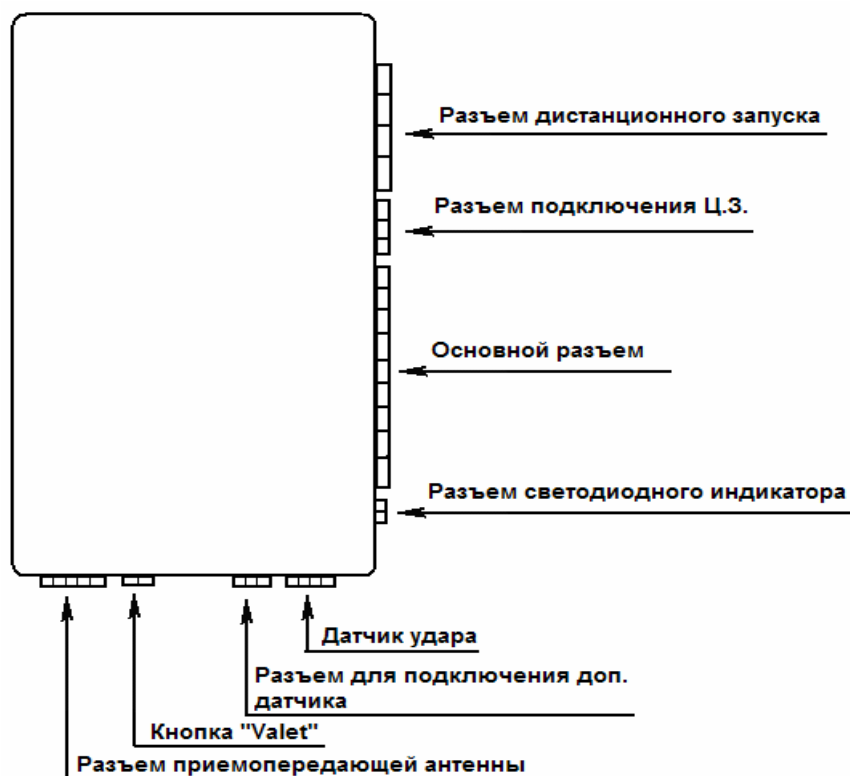 Разъем дистанционного запуска
Разъем подключения Ц.З.
Основной разъем
Разъем светодиодного индикатора
Датчик удара
Разъем для подключения доп.
датчика
Кнопка "Valet"
Разъем приемопередающей антенны